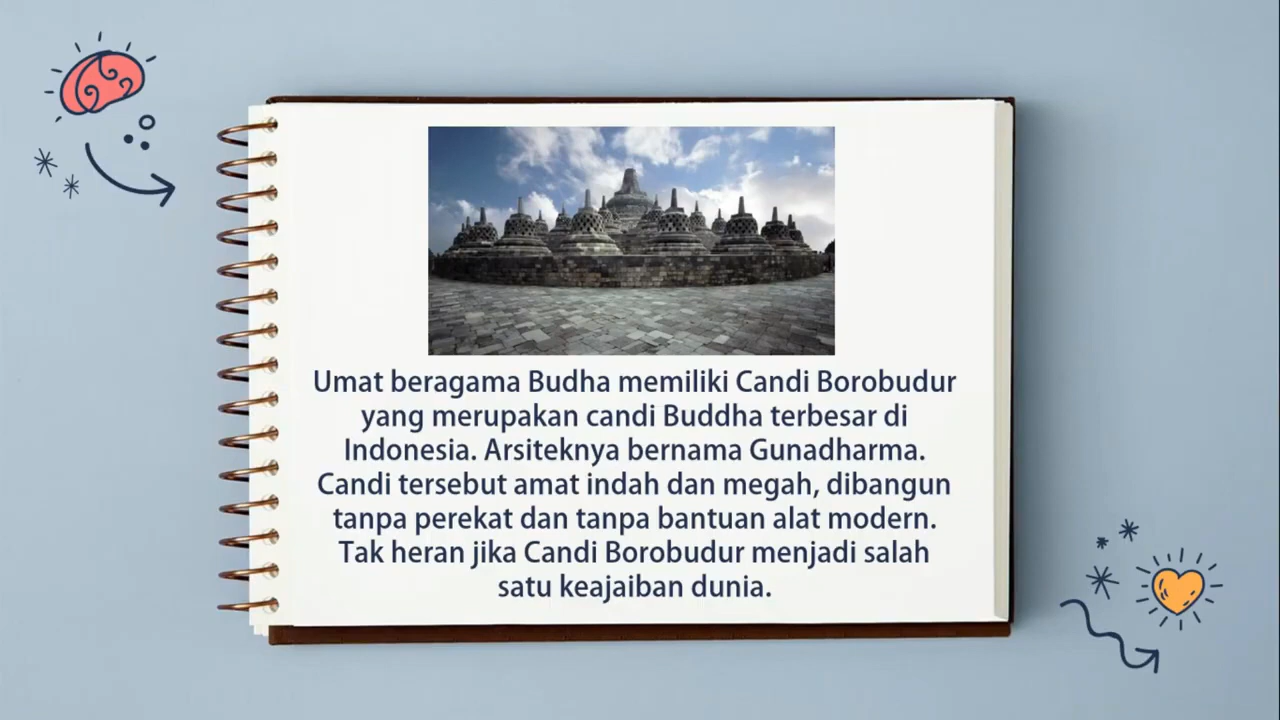 Umat beragama Budha memiliki Candi Borobudur
yang merupakan candi Buddha terbesar di
Indonesia. Arsiteknya bernama Gunadharma.
Candi tersebut amat indah dan megah, dibangun
tanpa perekat dan tanpa bantuan alat modern.
Tak heran jika Candi Borobudur menjadi salah
satu keajaiban dunia.